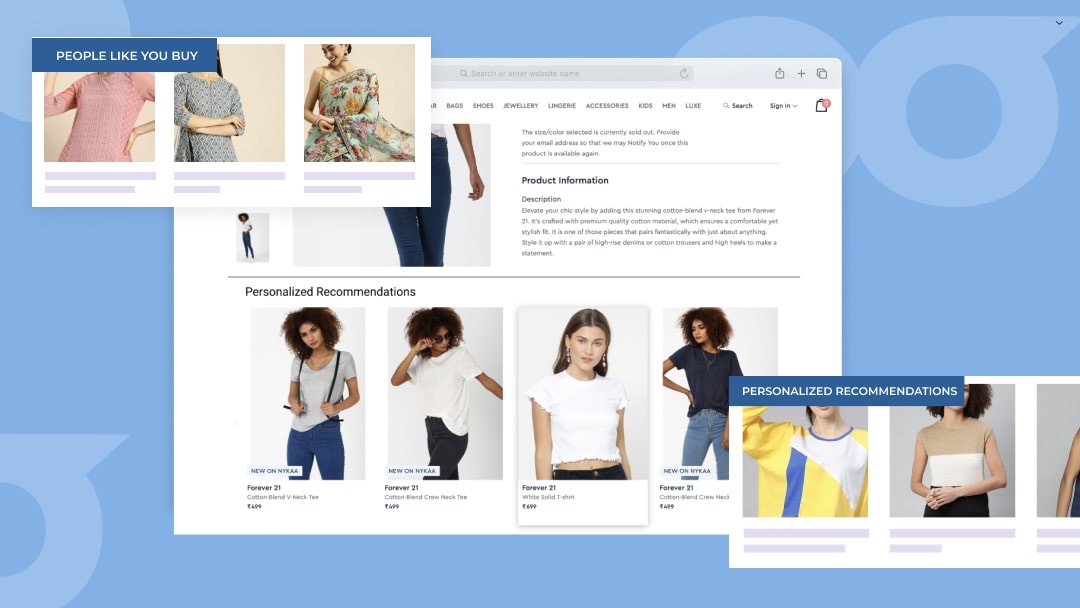 PEOPLE LIKE YOU BUY
Search or enter website name
BAGS SHOES JEWELLERY LINGERIE ACCESSORIES KIDS MEN LUXE Search Sign In
The size/color selected is currently sold out. Provide
your email address so that we may Notify You once this
product is available again.
Product Information
Description
Elevate your chic style by adding this stunning cotton-blend v-neck tee from Forever
21. It's crafted with premium quality cotton material, which ensures a comfortable yet
stylish fit. It is one of those pieces that pairs fantastically with just about anything.
Style it up with a pair of high-rise denims or cotton trousers and high heels to make a
statement.
Personalized Recommendations
NEW ON NYKAA
Forever 21
Cotton-Blend V-Neck Tee
₹499
NEW ON NYKAA
Forever 21
Cotton-Blend Crew Neck Tee
₹499
Forever 21
White Solid T-shirt
₹699
NEW ON NYKAA
Forever 21
Cotton-Blend Crew Neck
₹499
PERSONALIZED RECOMMENDATIONS